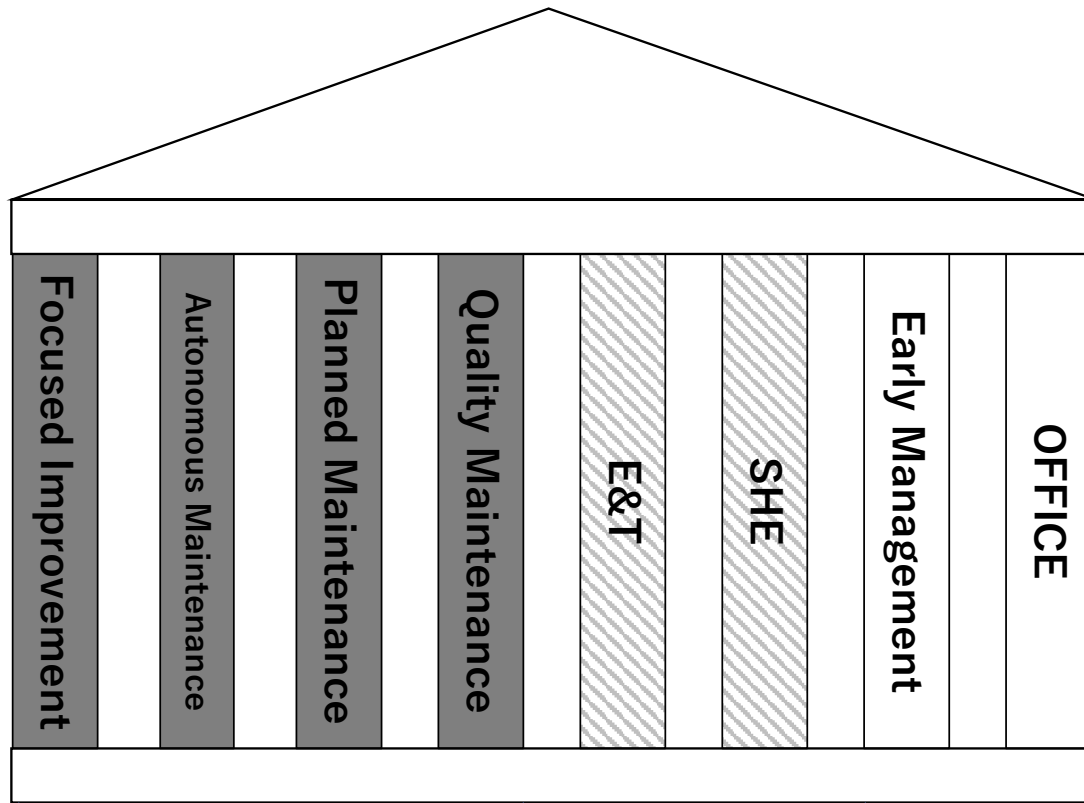 Focused Improvement
Autonomous Maintenance
Planned Maintenance
Quality Maintenance
E&T
SHE
Early Management
OFFICE